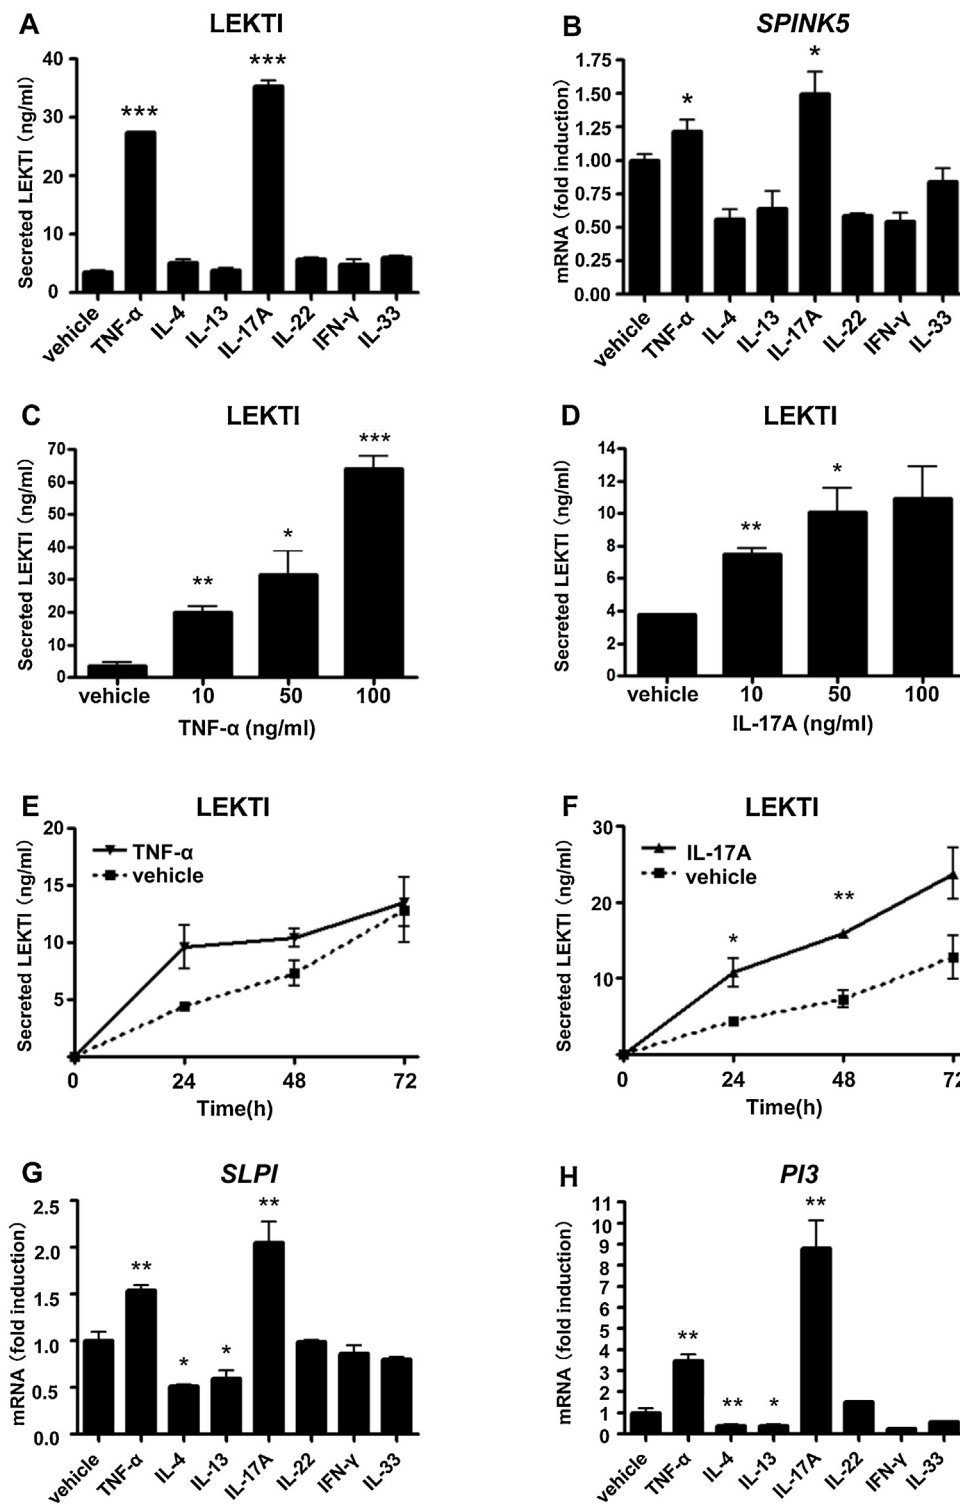 A
LEKTI
Secreted LEKTI (ng/ml)
40
30
20
10
0
***
***
vehicle
TNF-α
IL-4
IL-13
IL-17A
IL-22
IFN-γ
IL-33
B
SPINK5
mRNA (fold induction)
1.75
1.50
1.25
1.00
0.75
0.50
0.25
0.00
*
*
vehicle
TNF-α
IL-4
IL-13
IL-17A
IL-22
IFN-γ
IL-33
C
LEKTI
Secreted LEKTI (ng/ml)
70
60
50
40
30
20
10
0
**
*
***
vehicle 10 50 100
TNF-α (ng/ml)
D
LEKTI
Secreted LEKTI (ng/ml)
14
12
10
8
6
4
2
0
**
*
vehicle 10 50 100
IL-17A (ng/ml)
E
LEKTI
Secreted LEKTI (ng/ml)
20
15
10
5
TNF-α
vehicle
0 24 48 72
Time(h)
F
LEKTI
Secreted LEKTI (ng/ml)
30
20
10
IL-17A
vehicle
*
**
0 24 48 72
Time(h)
G
SLPI
mRNA (fold induction)
2.5
2.0
1.5
1.0
0.5
0.0
**
*
*
**
vehicle
TNF-α
IL-4
IL-13
IL-17A
IL-22
IFN-γ
IL-33
H
PI3
mRNA (fold induction)
11
10
9
8
7
6
5
4
3
2
1
0
**
**
*
**
vehicle
TNF-α
IL-4
IL-13
IL-17A
IL-22
IFN-γ
IL-33